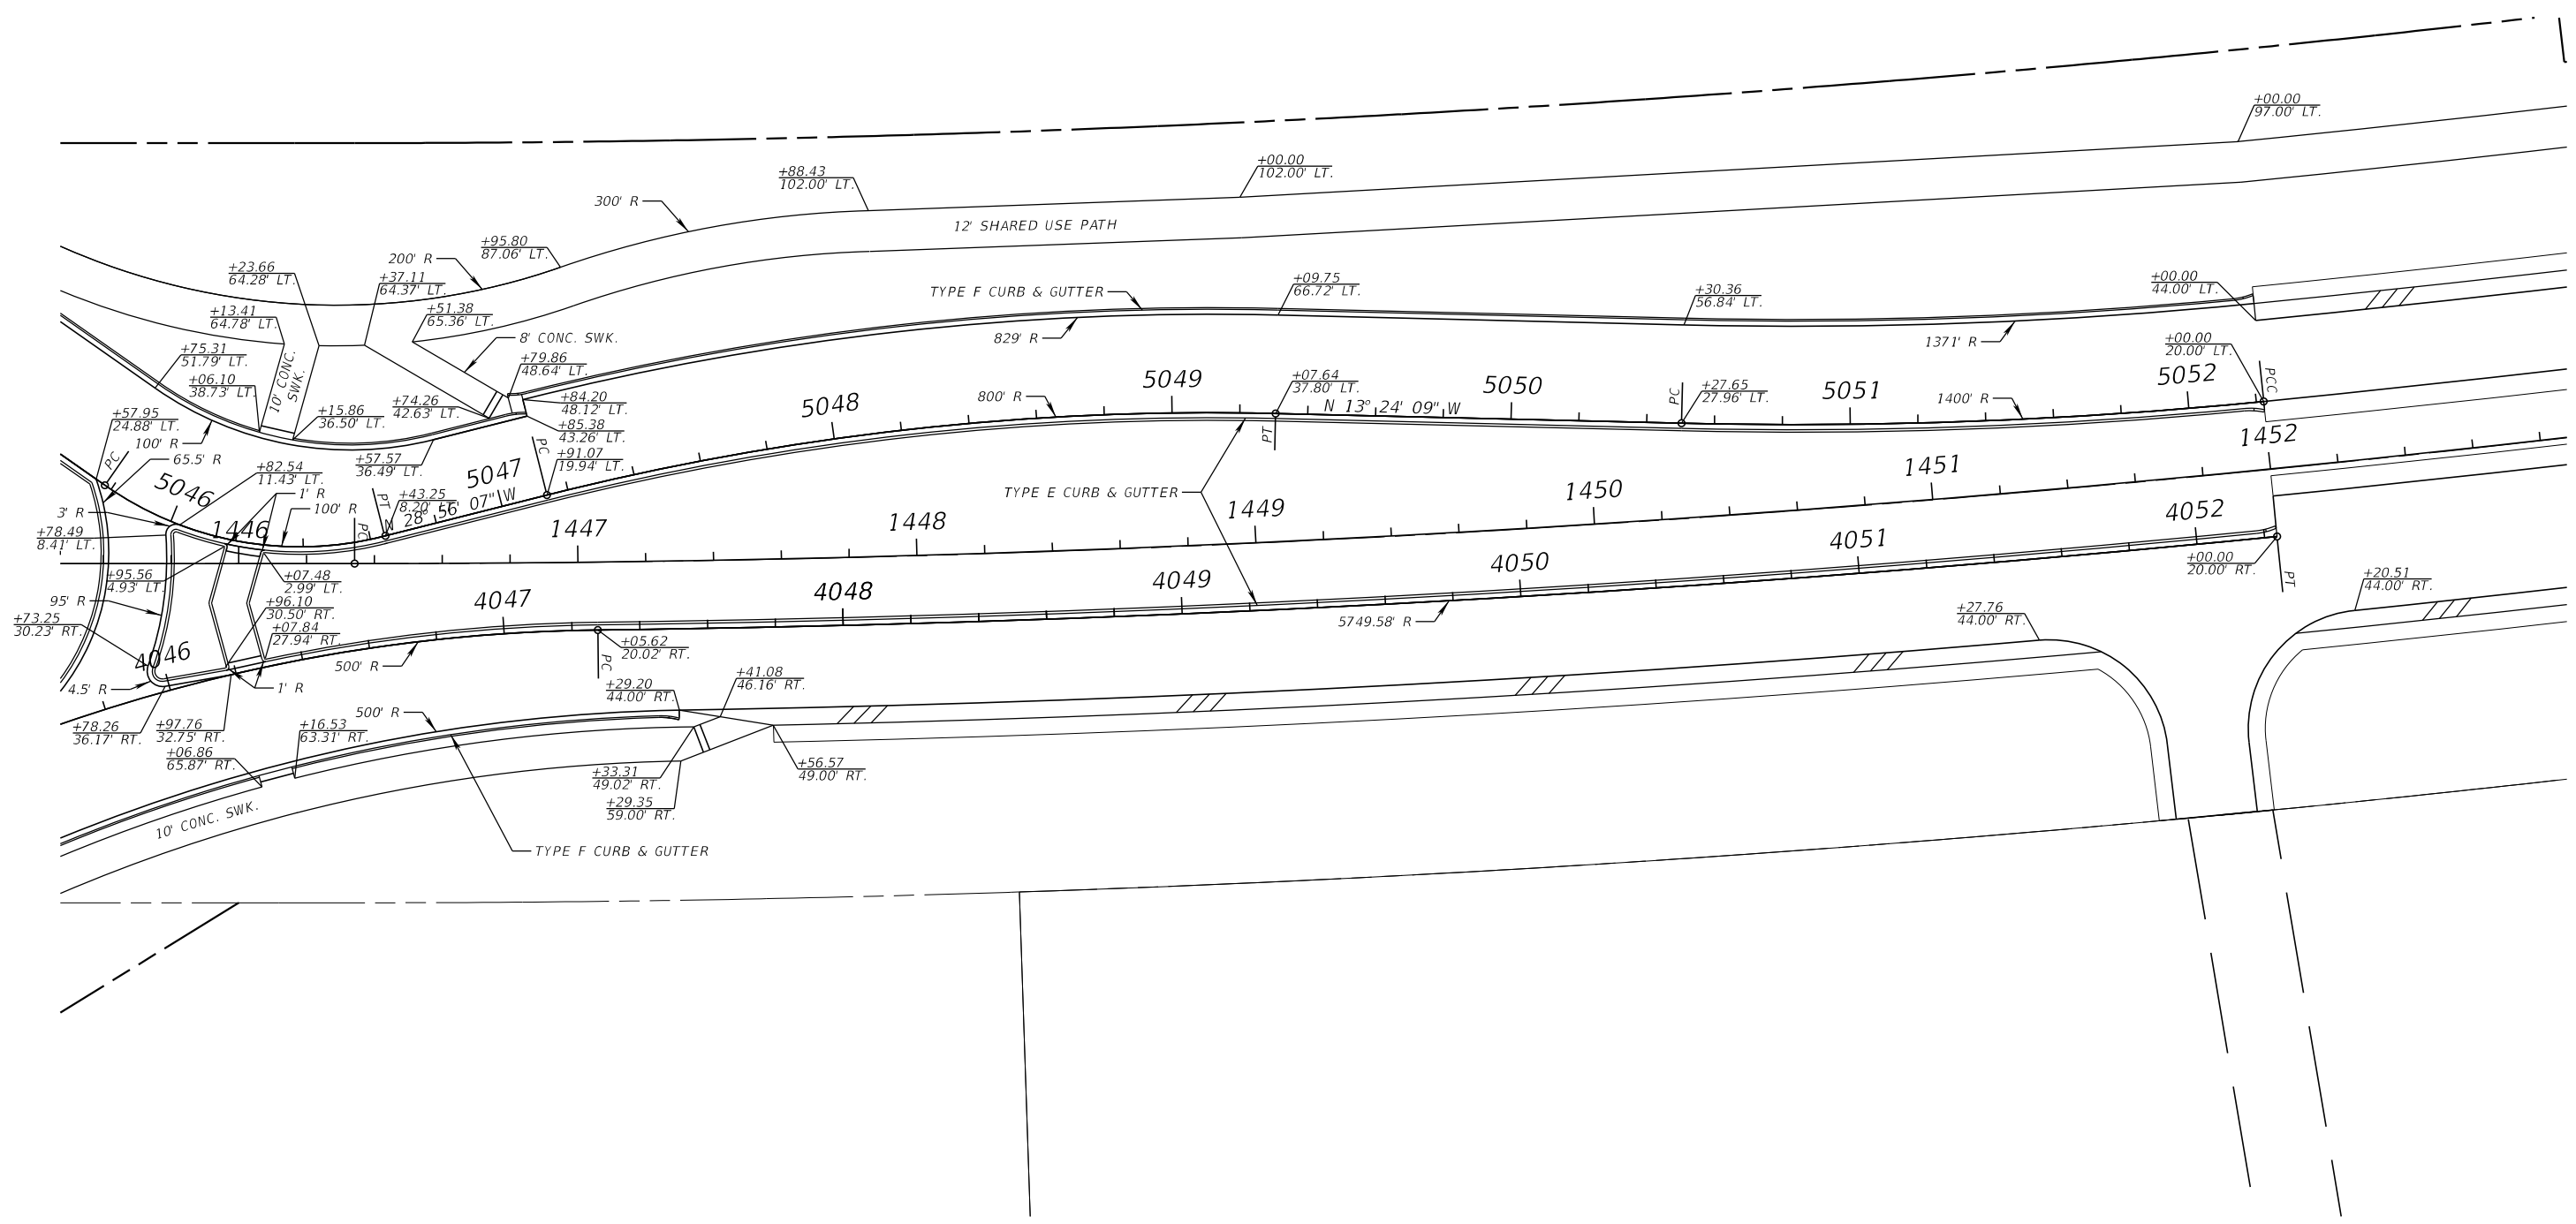 +00.00
97.00' LT.
+88.43
102.00' LT.
+00.00
102.00' LT.
300' R
12' SHARED USE PATH
+95.80
87.06' LT.
200' R
+23.66
64.28' LT.
+37.11
64.37' LT.
+13.41
64.78' LT.
+51.38
65.36' LT.
8' CONC. SWK.
TYPE F CURB & GUTTER
829' R
+09.75
66.72' LT.
+30.36
56.84' LT.
+00.00
44.00' LT.
1371' R
+00.00
20.00' LT.
+75.31
51.79' LT.
+06.10
38.73' LT.
10' CONC.
SWK.
+79.86
48.64' LT.
+74.26
42.63' LT.
+84.20
48.12' LT.
+85.38
43.26' LT.
+15.86
36.50' LT.
+57.57
36.49' LT.
+57.95
24.88' LT.
100' R
65.5' R
PC
5046
+82.54
11.43' LT.
1' R
100' R
PT
+43.25
8.20' LT.
N 28° 56' 07" W
5047
PC
+91.07
19.94' LT.
5048
800' R
5049
+07.64
37.80' LT.
PT
N 13° 24' 09" W
5050
PC
+27.65
27.96' LT.
5051
1400' R
5052
PCC
3' R
+78.49
8.41' LT.
1446
PC
1447
1448
1449
1450
1451
1452
TYPE E CURB & GUTTER
+95.56
4.93' LT.
+07.48
2.99' LT.
95' R
+96.10
30.50' RT.
+73.25
30.23' RT.
+07.84
27.94' RT.
4046
4047
4048
4049
4050
4051
4052
+00.00
20.00' RT.
PT
+20.51
44.00' RT.
+27.76
44.00' RT.
5749.58' R
500' R
+05.62
20.02' RT.
PC
4.5' R
1' R
+78.26
36.17' RT.
+97.76
32.75' RT.
+16.53
63.31' RT.
500' R
+29.20
44.00' RT.
+41.08
46.16' RT.
+06.86
65.87' RT.
+33.31
49.02' RT.
+56.57
49.00' RT.
+29.35
59.00' RT.
10' CONC. SWK.
TYPE F CURB & GUTTER